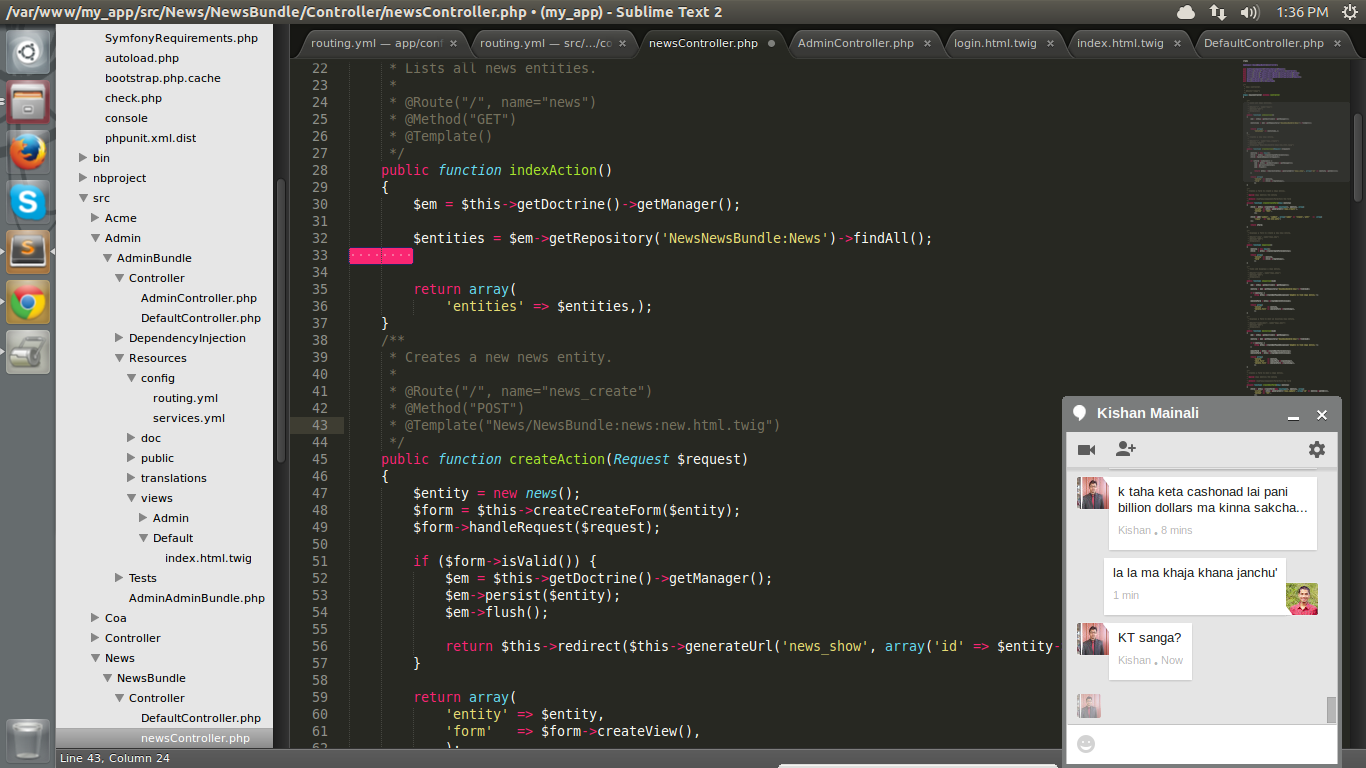 /var/www/my_app/src/News/NewsBundle/Controller/newsController.php • (my_app) - Sublime Text 2
1:36 PM
SymfonyRequirements.php
autoload.php
bootstrap.php.cache
check.php
console
phpunit.xml.dist
bin
nbproject
src
Acme
Admin
AdminBundle
Controller
AdminController.php
DefaultController.php
DependencyInjection
Resources
config
routing.yml
services.yml
doc
public
translations
views
Admin
Default
index.html.twig
Tests
AdminAdminBundle.php
Coa
Controller
News
NewsBundle
Controller
DefaultController.php
newsController.php
routing.yml — app/conf ×
routing.yml — src/.../co ×
newsController.php
AdminController.php ×
login.html.twig ×
index.html.twig ×
DefaultController.php ×
22 * Lists all news entities.
23 *
24 * @Route("/", name="news")
25 * @Method("GET")
26 * @Template()
27 */
28 public function indexAction()
29 {
30 $em = $this->getDoctrine()->getManager();
31
32 $entities = $em->getRepository('NewsNewsBundle:News')->findAll();
33
34
35 return array(
36 'entities' => $entities,);
37 }
38 /**
39 * Creates a new news entity.
40 *
41 * @Route("/", name="news_create")
42 * @Method("POST")
43 * @Template("News/NewsBundle:news:new.html.twig")
44 */
45 public function createAction(Request $request)
46 {
47 $entity = new news();
48 $form = $this->createCreateForm($entity);
49 $form->handleRequest($request);
50
51 if ($form->isValid()) {
52 $em = $this->getDoctrine()->getManager();
53 $em->persist($entity);
54 $em->flush();
55
56 return $this->redirect($this->generateUrl('news_show', array('id' => $entity-
57 }
58
59 return array(
60 'entity' => $entity,
61 'form' => $form->createView(),
62 );
Kishan Mainali
k taha keta cashonad lai pani
billion dollars ma kinna sakcha...
Kishan • 8 mins
la la ma khaja khana janchu'
1 min
KT sanga?
Kishan • Now
Line 43, Column 24